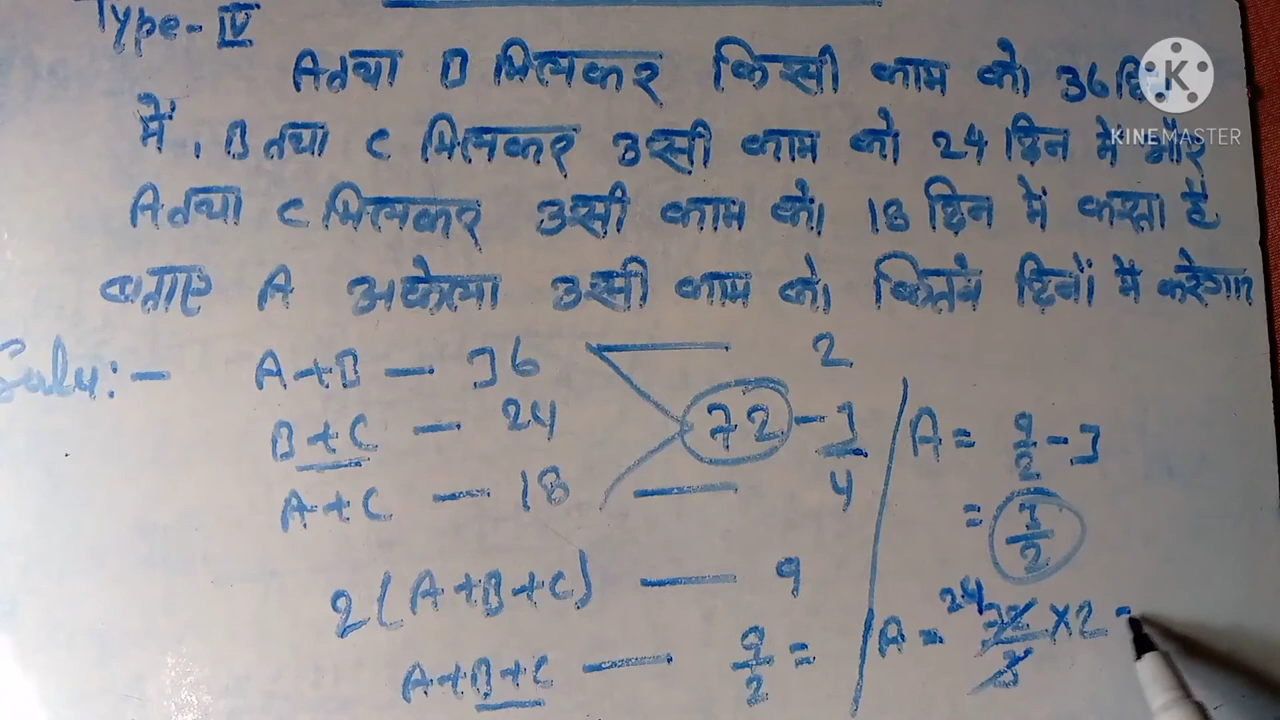 Type- IV
A तथा B मिलकर किसी काम को 36 दिन
में, B तथा C मिलकर उसी काम को 24 दिन में और
A तथा C मिलकर उसी काम को 18 दिन में करता है
बताए A अकेला उसी काम को कितने दिनों में करेगा
Solu:-
A+B — 36 — 2
B+C — 24 72 - 3
A+C — 18 — 4
2(A+B+C) — 9
A+B+C — 9/2 =
A = 9/2 - 3
= 3/2
A = 24 72/3 × 2 =
KINEMASTER